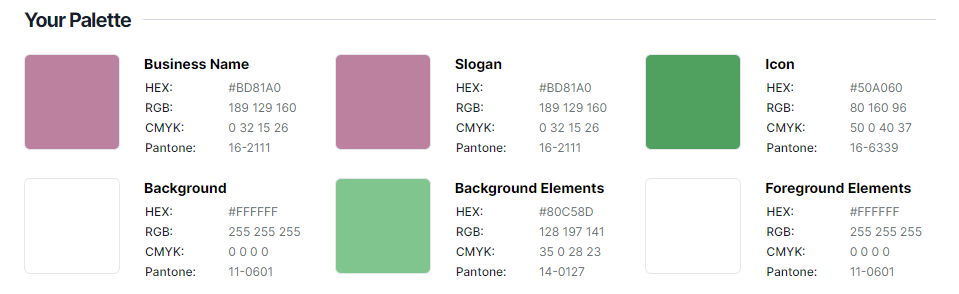 Your Palette
Business Name
HEX: #BD81A0
RGB: 189 129 160
CMYK: 0 32 15 26
Pantone: 16-2111
Slogan
HEX: #BD81A0
RGB: 189 129 160
CMYK: 0 32 15 26
Pantone: 16-2111
Icon
HEX: #50A060
RGB: 80 160 96
CMYK: 50 0 40 37
Pantone: 16-6339
Background
HEX: #FFFFFF
RGB: 255 255 255
CMYK: 0 0 0 0
Pantone: 11-0601
Background Elements
HEX: #80C58D
RGB: 128 197 141
CMYK: 35 0 28 23
Pantone: 14-0127
Foreground Elements
HEX: #FFFFFF
RGB: 255 255 255
CMYK: 0 0 0 0
Pantone: 11-0601